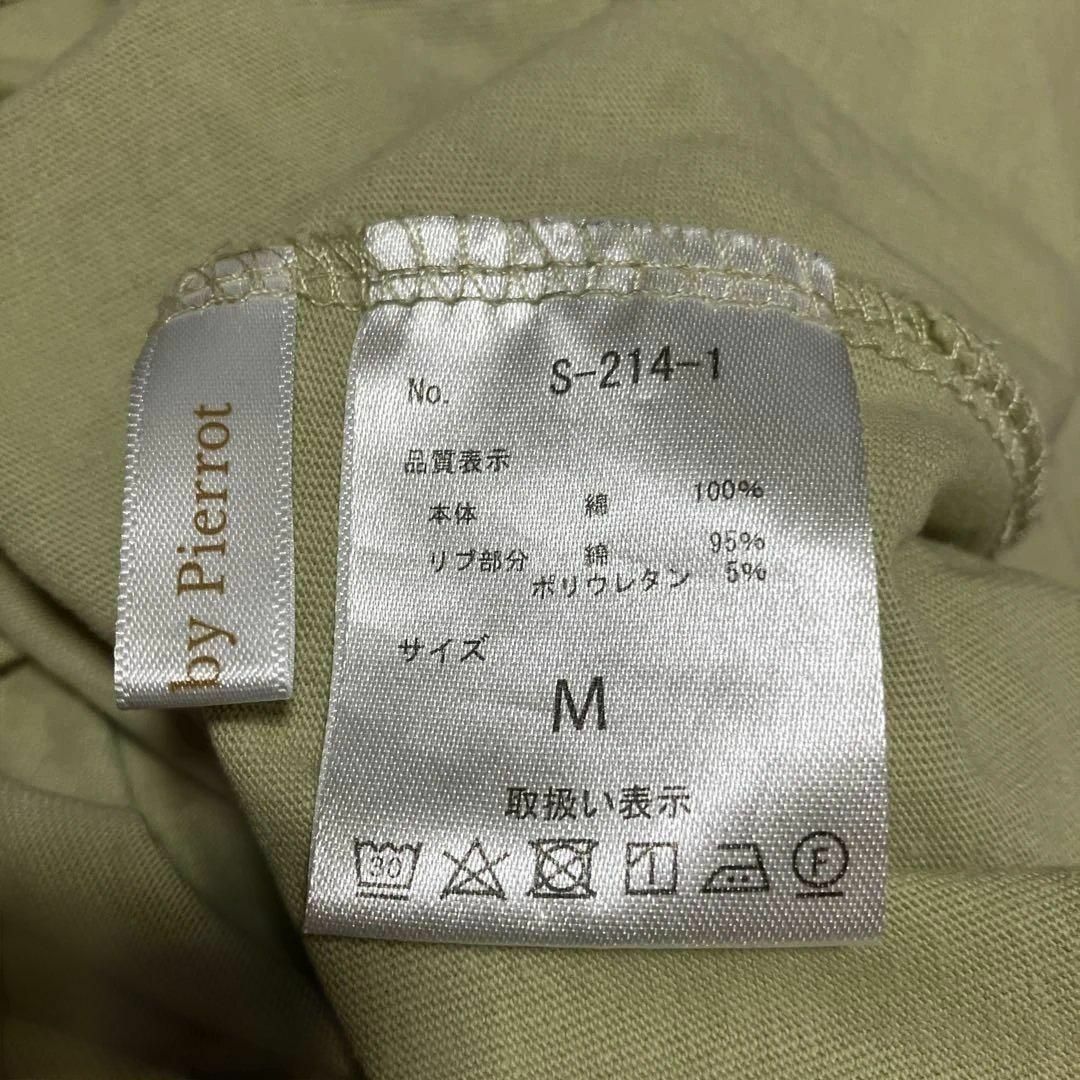 by Pierrot
No. S-214-1
品質表示
本体 綿 100%
リブ部分 綿 95%
ポリウレタン 5%
サイズ
M
取扱い表示
30 1 F